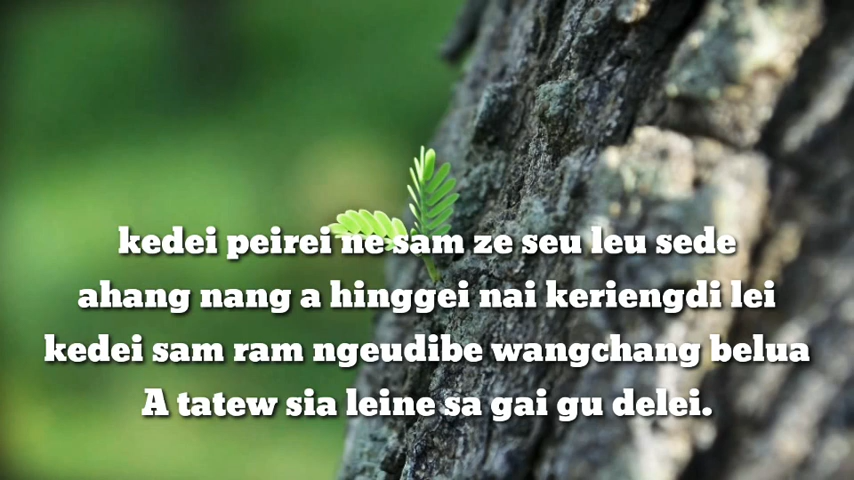 kedei peirei ne sam ze seu leu sede
ahang nang a hinggei nai keriengdi lei
kedei sam ram ngeudibe wangchang belua
A tatew sia leine sa gai gu delei.